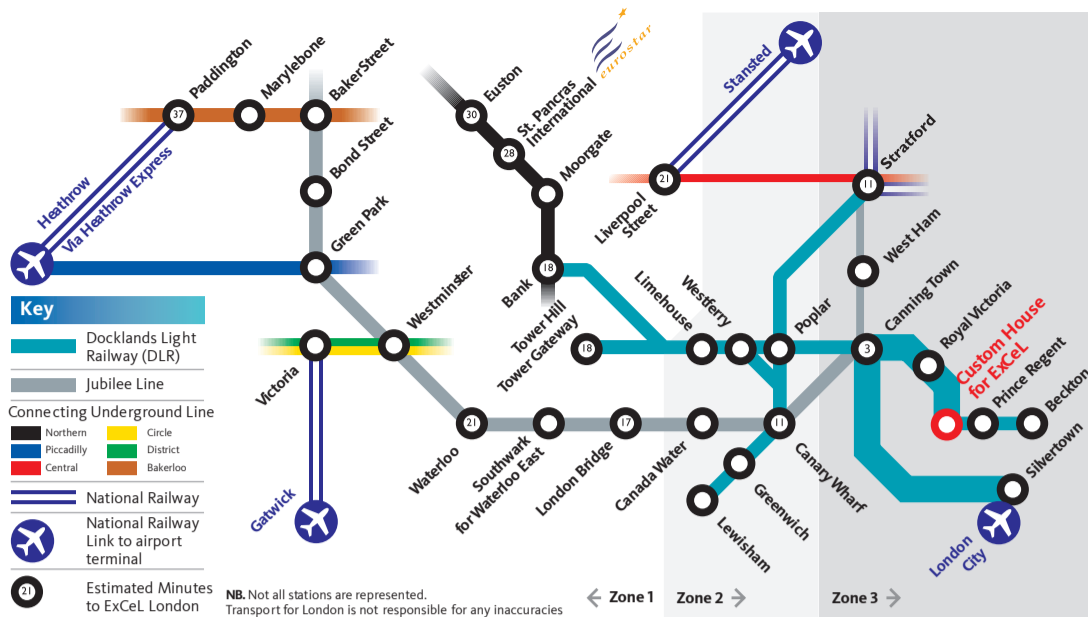 Paddington
37
Marylebone
BakerStreet
Bond Street
Green Park
Heathrow
Via Heathrow Express
Euston
30
St. Pancras
International
28
eurostar
Moorgate
Bank
18
Stansted
Liverpool
Street
21
Stratford
11
West Ham
Canning Town
3
Royal Victoria
Custom House
for ExCeL
Prince Regent
Beckton
Silvertown
London
City
Tower Hill
Tower Gateway
18
Limehouse
Westferry
Poplar
Westminster
Victoria
Gatwick
Waterloo
21
Southwark
for Waterloo East
London Bridge
17
Canada Water
Canary Wharf
11
Greenwich
Lewisham
Key
Docklands Light
Railway (DLR)
Jubilee Line
Connecting Underground Line
Northern
Circle
Piccadilly
District
Central
Bakerloo
National Railway
National Railway
Link to airport
terminal
21
Estimated Minutes
to ExCeL London
NB. Not all stations are represented.
Transport for London is not responsible for any inaccuracies
Zone 1
Zone 2
Zone 3